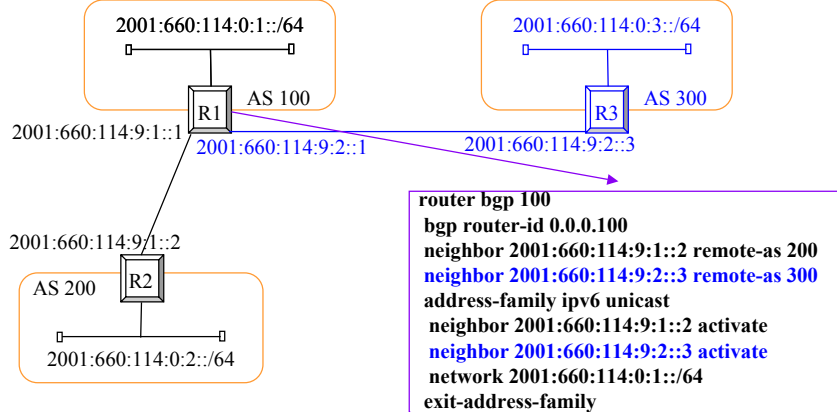 2001:660:114:0:1::/64
2001:660:114:0:3::/64
R1
AS 100
R3
AS 300
2001:660:114:9:1::1
2001:660:114:9:2::1
2001:660:114:9:2::3
router bgp 100
bgp router-id 0.0.0.100
neighbor 2001:660:114:9:1::2 remote-as 200
neighbor 2001:660:114:9:2::3 remote-as 300
address-family ipv6 unicast
neighbor 2001:660:114:9:1::2 activate
neighbor 2001:660:114:9:2::3 activate
network 2001:660:114:0:1::/64
exit-address-family
2001:660:114:9:1::2
AS 200
R2
2001:660:114:0:2::/64